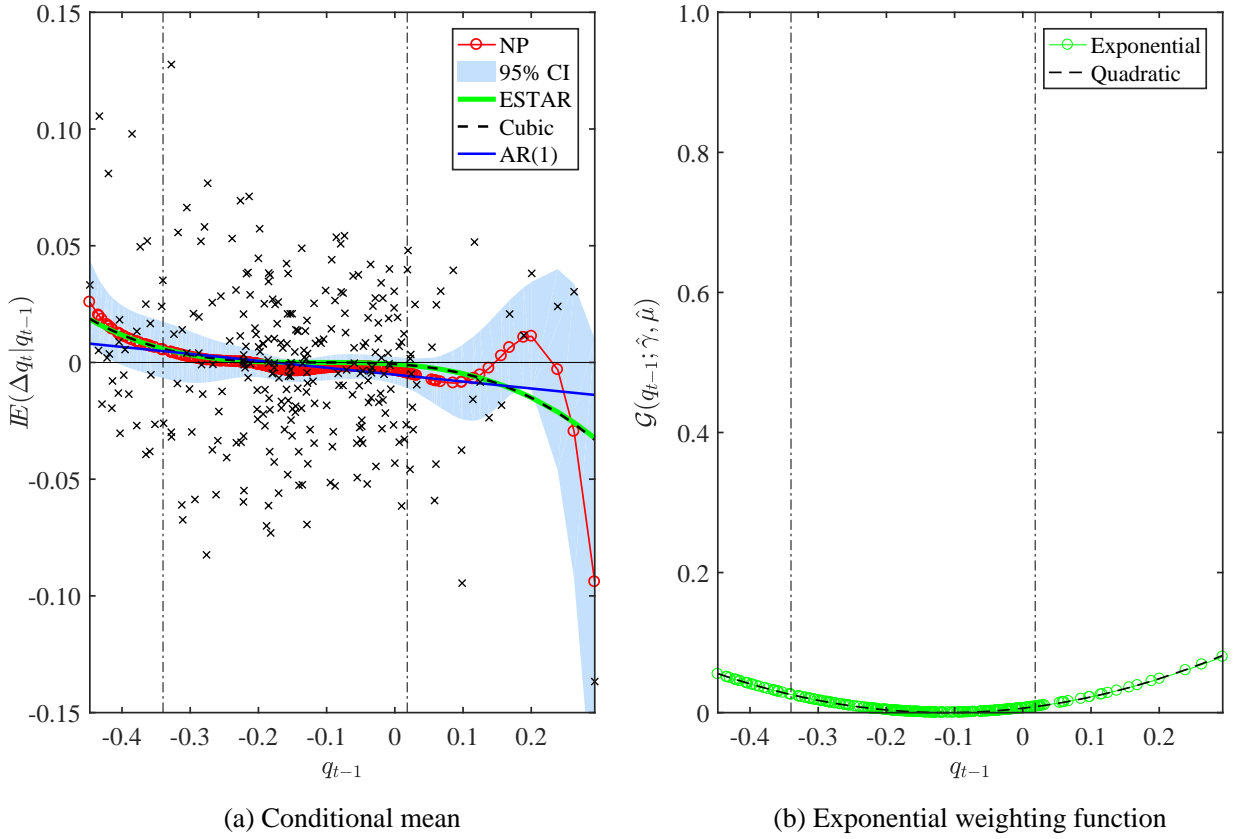 NP
95% CI
ESTAR
Cubic
AR(1)
0.15
0.10
0.05
0
-0.05
-0.10
-0.15
𝐼𝐸(Δq_t|q_{t−1})
-0.4 -0.3 -0.2 -0.1 0 0.1 0.2
q_{t−1}
(a) Conditional mean
Exponential
Quadratic
1.0
0.8
0.6
0.4
0.2
0
𝒢(q_{t−1}; γ̂, μ̂)
-0.4 -0.3 -0.2 -0.1 0 0.1 0.2
q_{t−1}
(b) Exponential weighting function